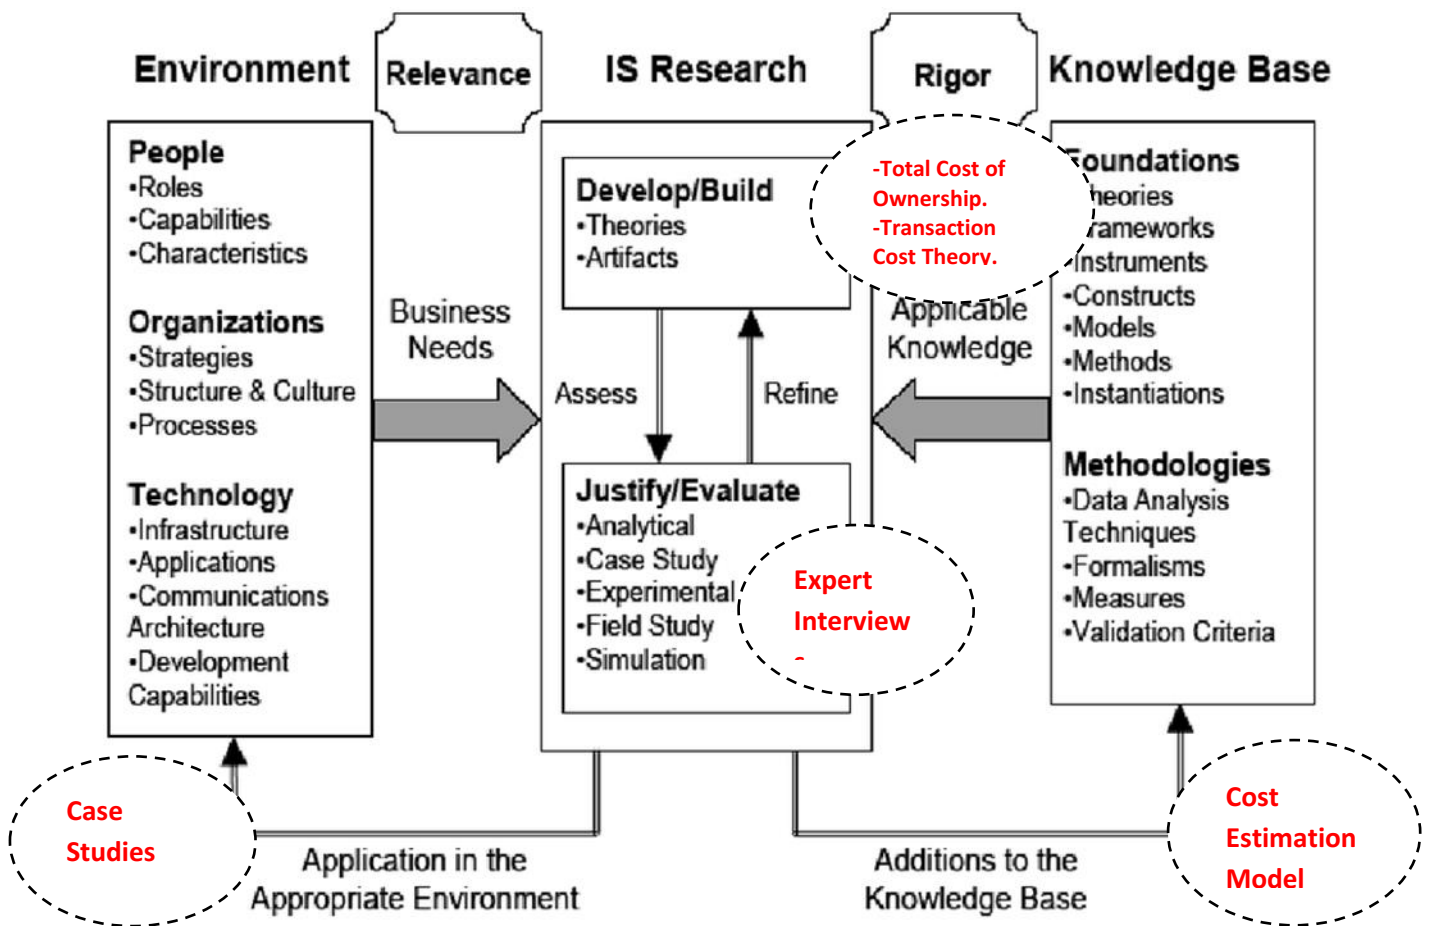 Environment
Relevance
IS Research
Rigor
Knowledge Base
People
•Roles
•Capabilities
•Characteristics
Organizations
•Strategies
•Structure & Culture
•Processes
Technology
•Infrastructure
•Applications
•Communications
Architecture
•Development
Capabilities
Business
Needs
Develop/Build
•Theories
•Artifacts
Assess
Refine
Justify/Evaluate
•Analytical
•Case Study
•Experimental
•Field Study
•Simulation
Expert
Interview
-Total Cost of
Ownership.
-Transaction
Cost Theory.
Applicable
Knowledge
Foundations
Theories
Frameworks
•Instruments
•Constructs
•Models
•Methods
•Instantiations
Methodologies
•Data Analysis
Techniques
•Formalisms
•Measures
•Validation Criteria
Case
Studies
Application in the
Appropriate Environment
Additions to the
Knowledge Base
Cost
Estimation
Model